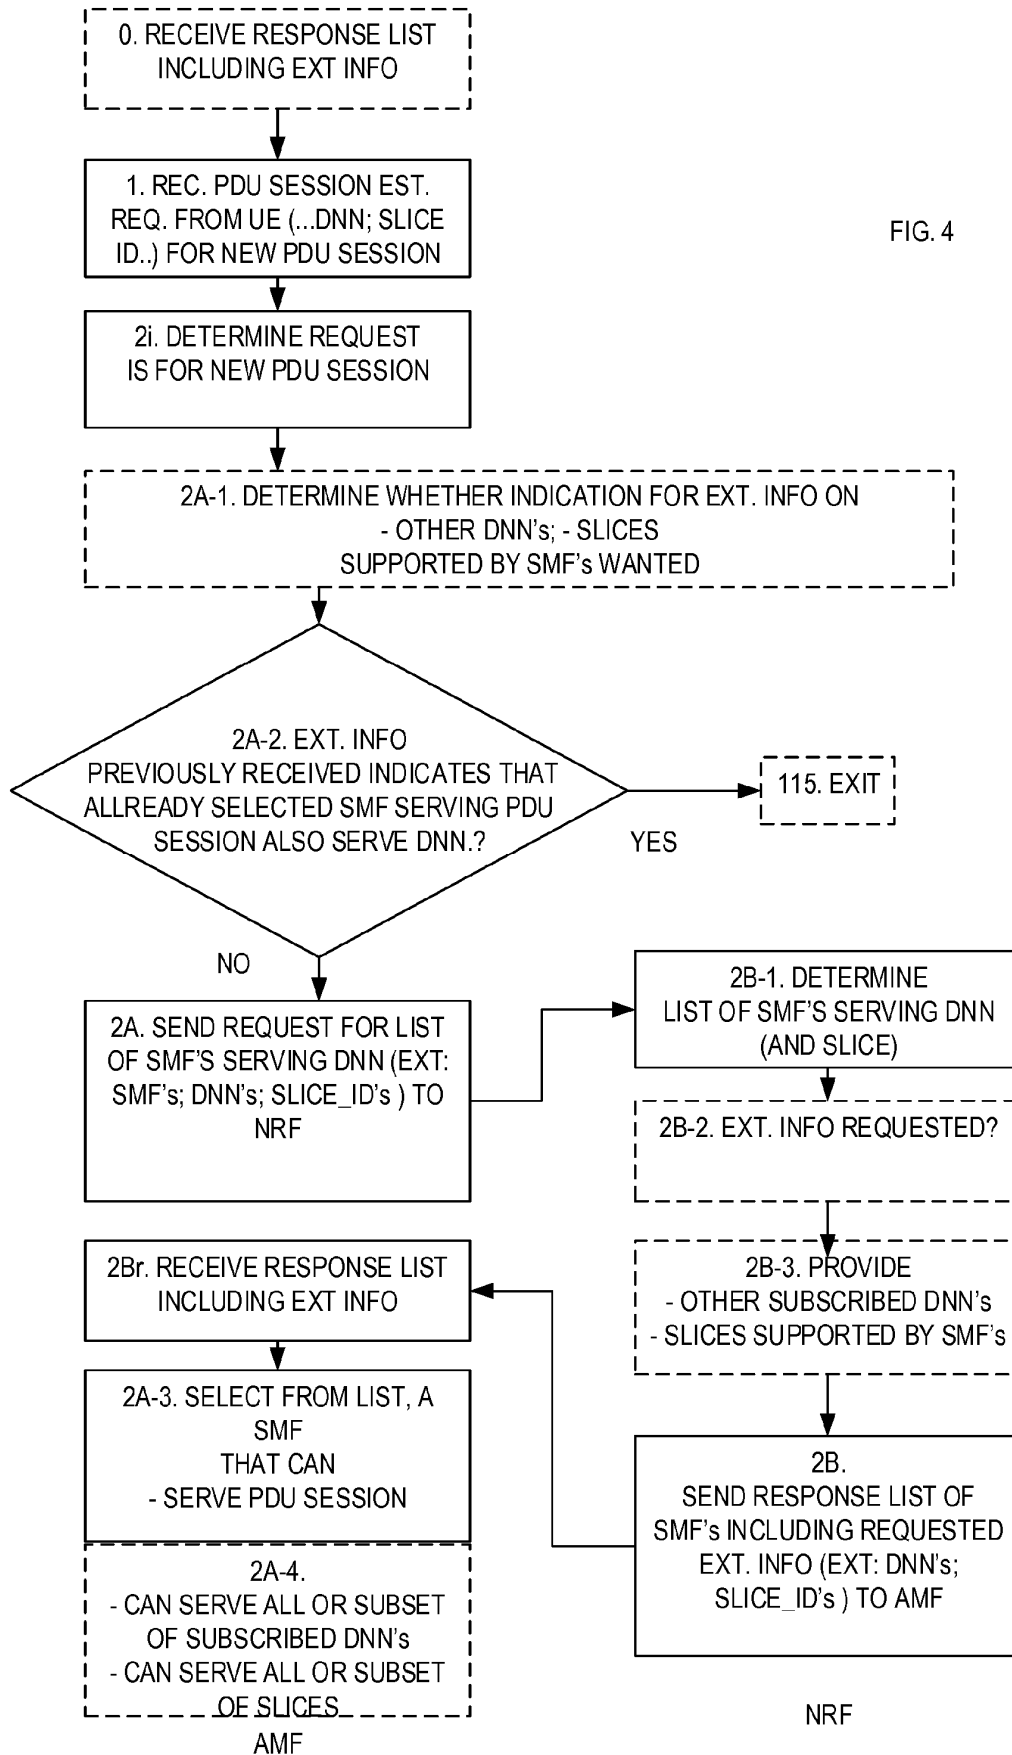 0. RECEIVE RESPONSE LIST
INCLUDING EXT INFO
1. REC. PDU SESSION EST.
REQ. FROM UE (...DNN; SLICE
ID..) FOR NEW PDU SESSION
FIG. 4
2i. DETERMINE REQUEST
IS FOR NEW PDU SESSION
2A-1. DETERMINE WHETHER INDICATION FOR EXT. INFO ON
- OTHER DNN's; - SLICES
SUPPORTED BY SMF's WANTED
2A-2. EXT. INFO
PREVIOUSLY RECEIVED INDICATES THAT
ALLREADY SELECTED SMF SERVING PDU
SESSION ALSO SERVE DNN.?
115. EXIT
YES
NO
2A. SEND REQUEST FOR LIST
OF SMF'S SERVING DNN (EXT:
SMF's; DNN's; SLICE_ID's ) TO
NRF
2B-1. DETERMINE
LIST OF SMF'S SERVING DNN
(AND SLICE)
2B-2. EXT. INFO REQUESTED?
2B-3. PROVIDE
- OTHER SUBSCRIBED DNN's
- SLICES SUPPORTED BY SMF's
2Br. RECEIVE RESPONSE LIST
INCLUDING EXT INFO
2A-3. SELECT FROM LIST, A
SMF
THAT CAN
- SERVE PDU SESSION
2A-4.
- CAN SERVE ALL OR SUBSET
OF SUBSCRIBED DNN's
- CAN SERVE ALL OR SUBSET
OF SLICES
AMF
2B.
SEND RESPONSE LIST OF
SMF's INCLUDING REQUESTED
EXT. INFO (EXT: DNN's;
SLICE_ID's ) TO AMF
NRF